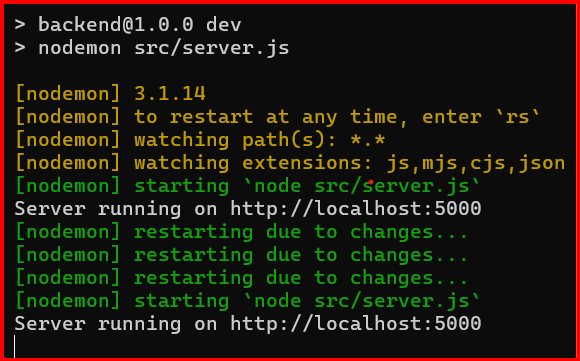 > backend@1.0.0 dev
> nodemon src/server.js
[nodemon] 3.1.14
[nodemon] to restart at any time, enter `rs`
[nodemon] watching path(s): *.*
[nodemon] watching extensions: js,mjs,cjs,json
[nodemon] starting `node src/server.js`
Server running on http://localhost:5000
[nodemon] restarting due to changes...
[nodemon] restarting due to changes...
[nodemon] restarting due to changes...
[nodemon] starting `node src/server.js`
Server running on http://localhost:5000